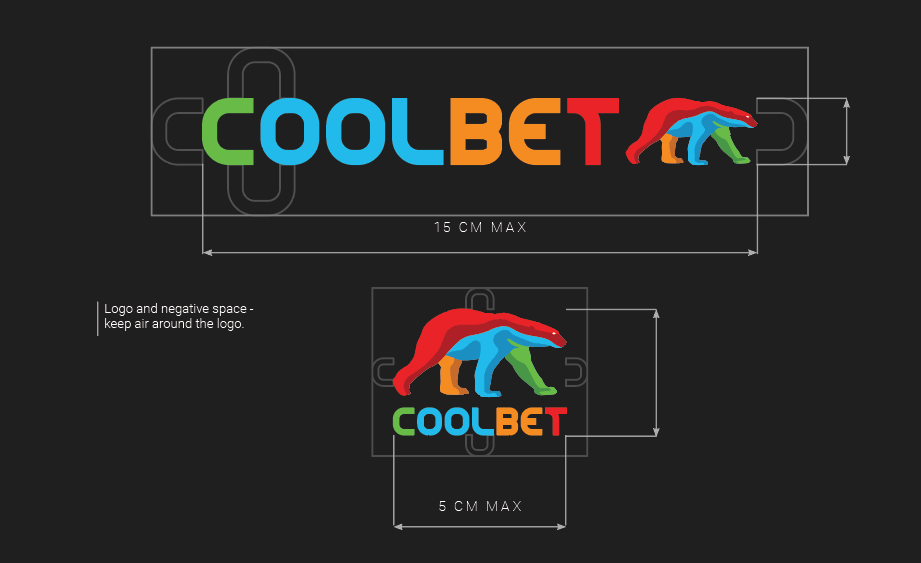 COOLBET
15 CM MAX
Logo and negative space -
keep air around the logo.
COOLBET
5 CM MAX